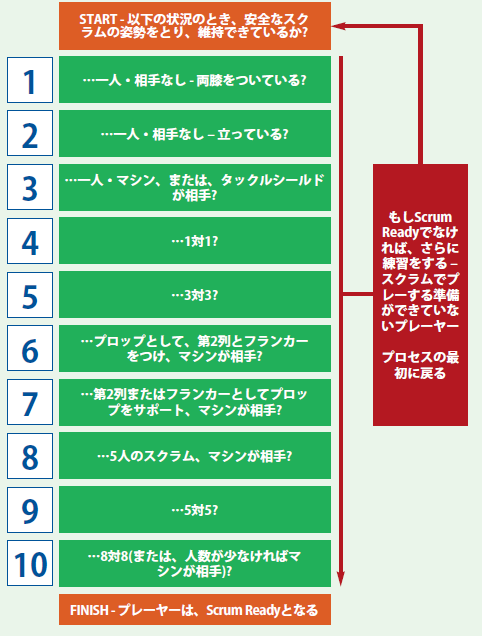 START - 以下の状況のとき、安全なスク
ラムの姿勢をとり、維持できているか?
1
…一人・相手なし - 両膝をついている?
2
…一人・相手なし – 立っている?
3
…一人・マシン、または、タックルシールド
が相手?
4
…1対1?
5
…3対3?
6
…プロップとして、第2列とフランカー
をつけ、マシンが相手?
7
…第2列またはフランカーとしてプロッ
プをサポート、マシンが相手?
8
…5人のスクラム、マシンが相手?
9
…5対5?
10
…8対8(または、人数が少なければマ
シンが相手)?
FINISH - プレーヤーは、Scrum Readyとなる
もしScrum
Readyでなけ
れば、さらに
練習をする –
スクラムでプ
レーする準備
ができていな
いプレーヤー
プロセスの最
初に戻る